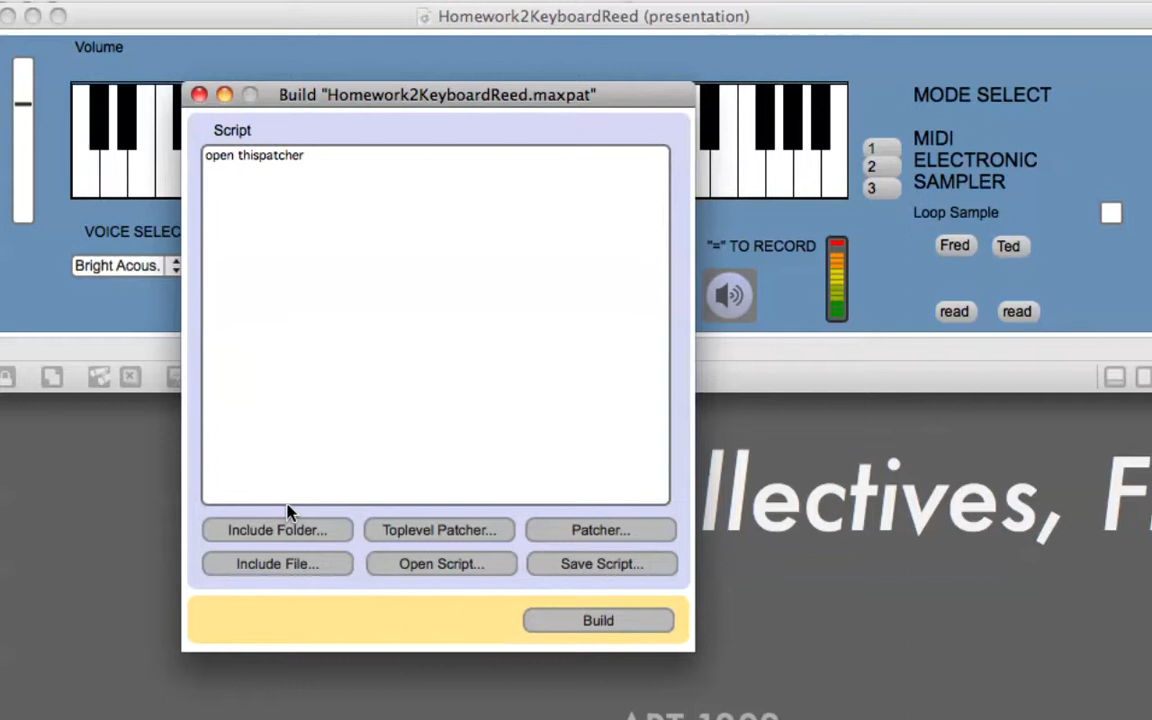 Homework2KeyboardReed (presentation)
Volume
Build "Homework2KeyboardReed.maxpat"
MODE SELECT
Script
open thispatcher
1
MIDI
2
ELECTRONIC
3
SAMPLER
Loop Sample
VOICE SELEC
"=" TO RECORD
Fred
Ted
Bright Acous.
read
read
llectives, F
Include Folder...
Toplevel Patcher...
Patcher...
Include File...
Open Script...
Save Script...
Build